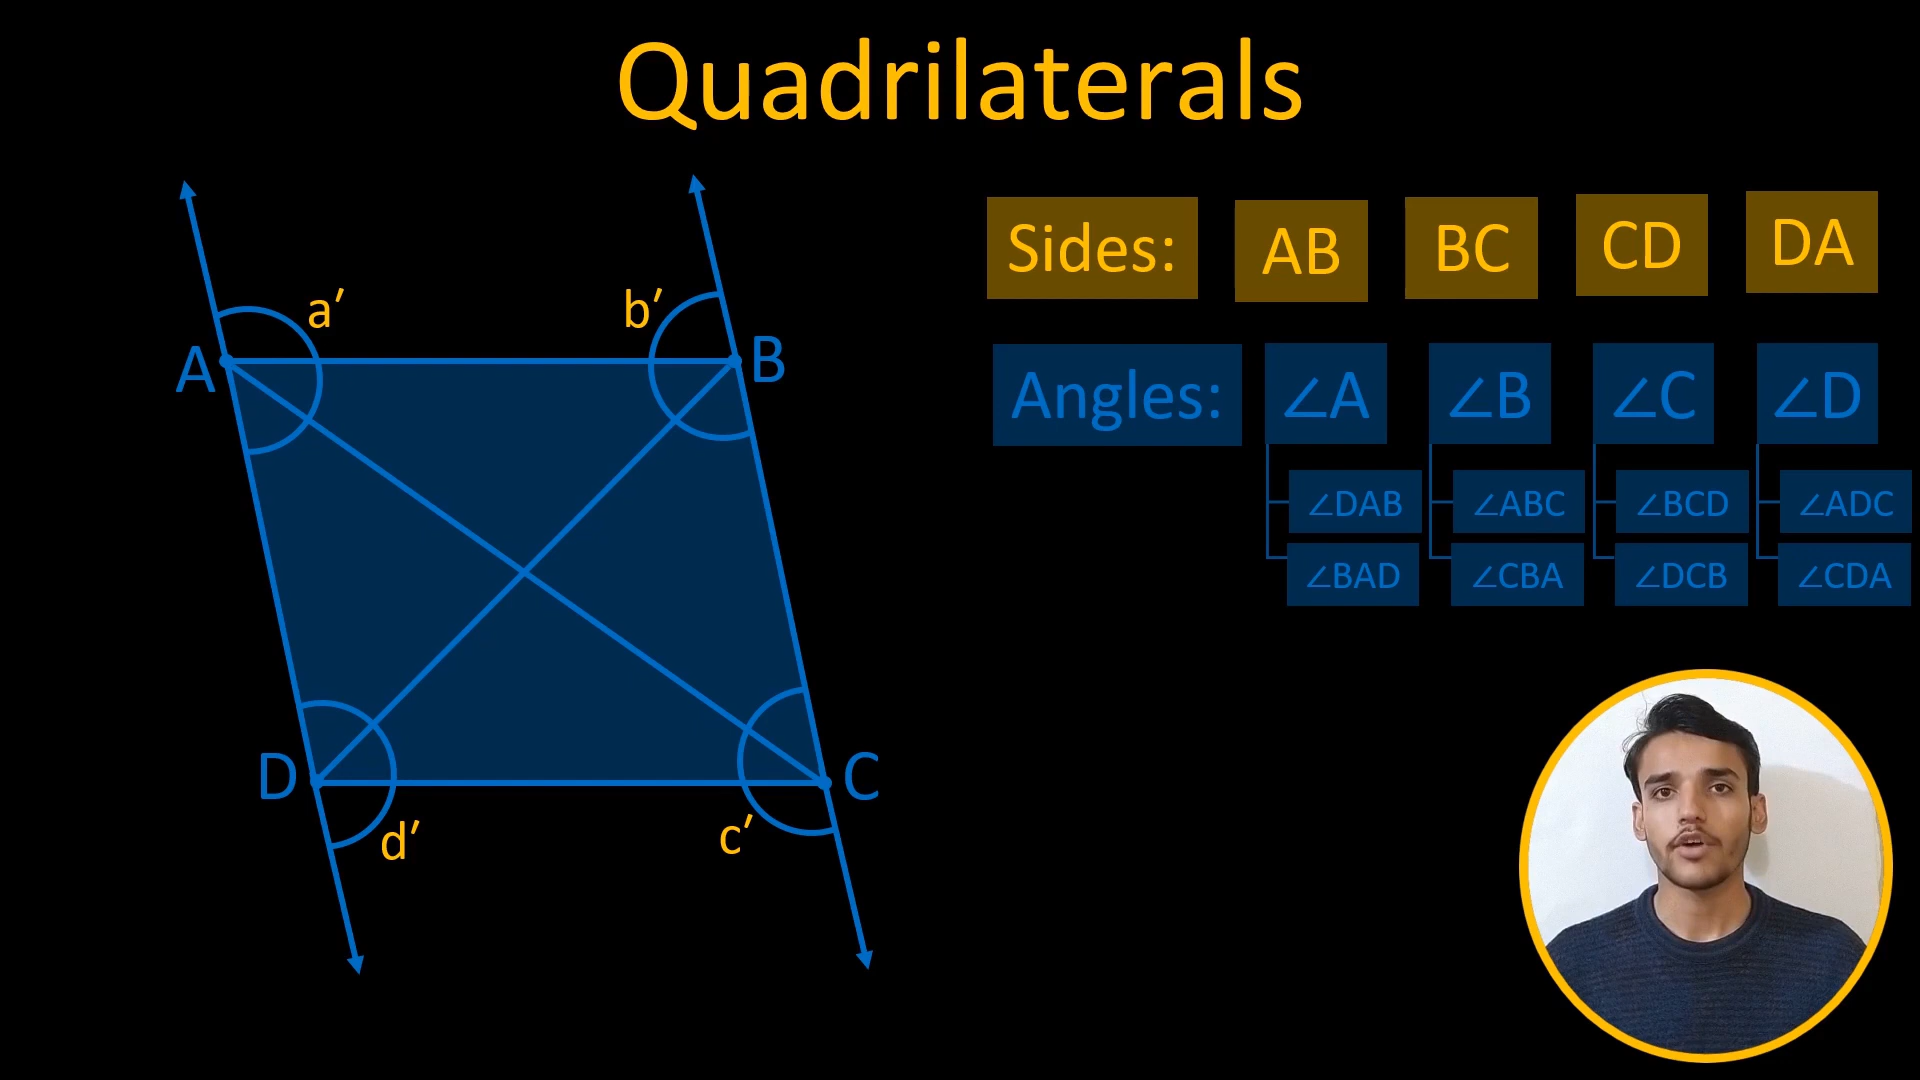 Quadrilaterals
Sides: AB BC CD DA
Angles: ∠A ∠B ∠C ∠D
∠DAB ∠ABC ∠BCD ∠ADC
∠BAD ∠CBA ∠DCB ∠CDA
a′ b′
A B
D C
d′ c′